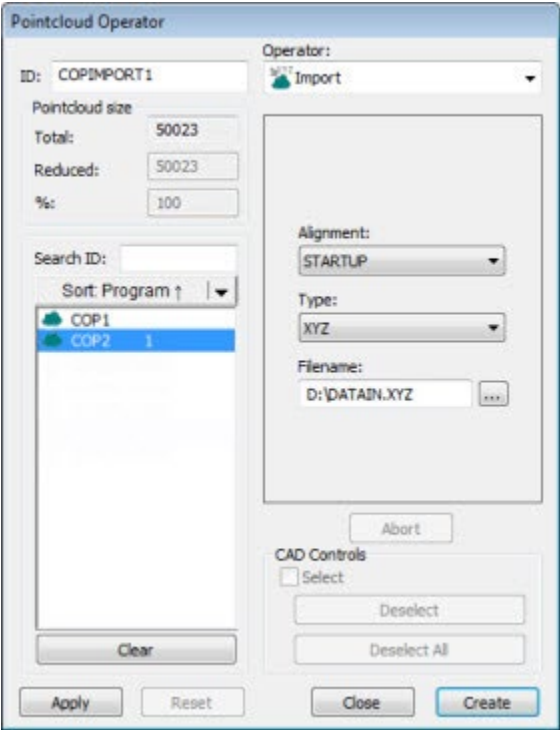 Pointcloud Operator
ID: COPIMPORT1
Operator:
Import
Pointcloud size
Total: 50023
Reduced: 50023
%: 100
Search ID:
Sort: Program ↑
COP1
COP2 1
Clear
Alignment:
STARTUP
Type:
XYZ
Filename:
D:\DATAIN.XYZ ...
Abort
CAD Controls
Select
Deselect
Deselect All
Apply Reset Close Create